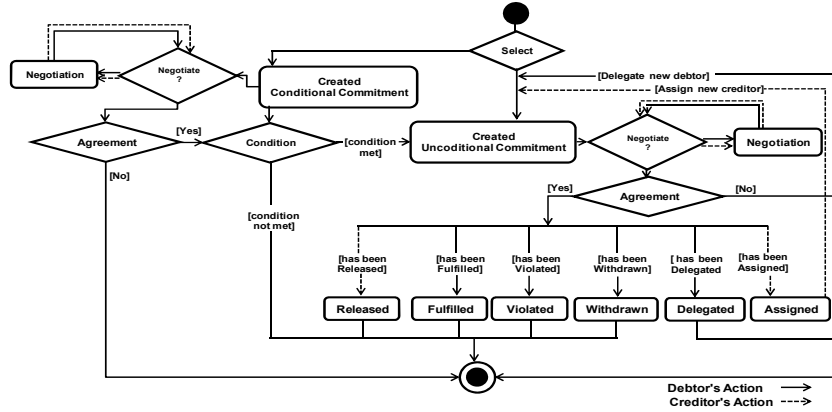 Select
Negotiate
?
Negotiation
Created
Conditional Commitment
[Delegate new debtor]
[Assign new creditor]
Agreement
[Yes]
Condition
[condition
met]
Created
Uncoditional Commitment
Negotiate
?
Negotiation
[No]
[Yes]
Agreement
[No]
[condition
not met]
[has been
Released]
[has been
Fulfilled]
[has been
Violated]
[has been
Withdrawn]
[ has been
Delegated
[has been
Assigned]
Released
Fulfilled
Violated
Withdrawn
Delegated
Assigned
Debtor's Action
Creditor's Action